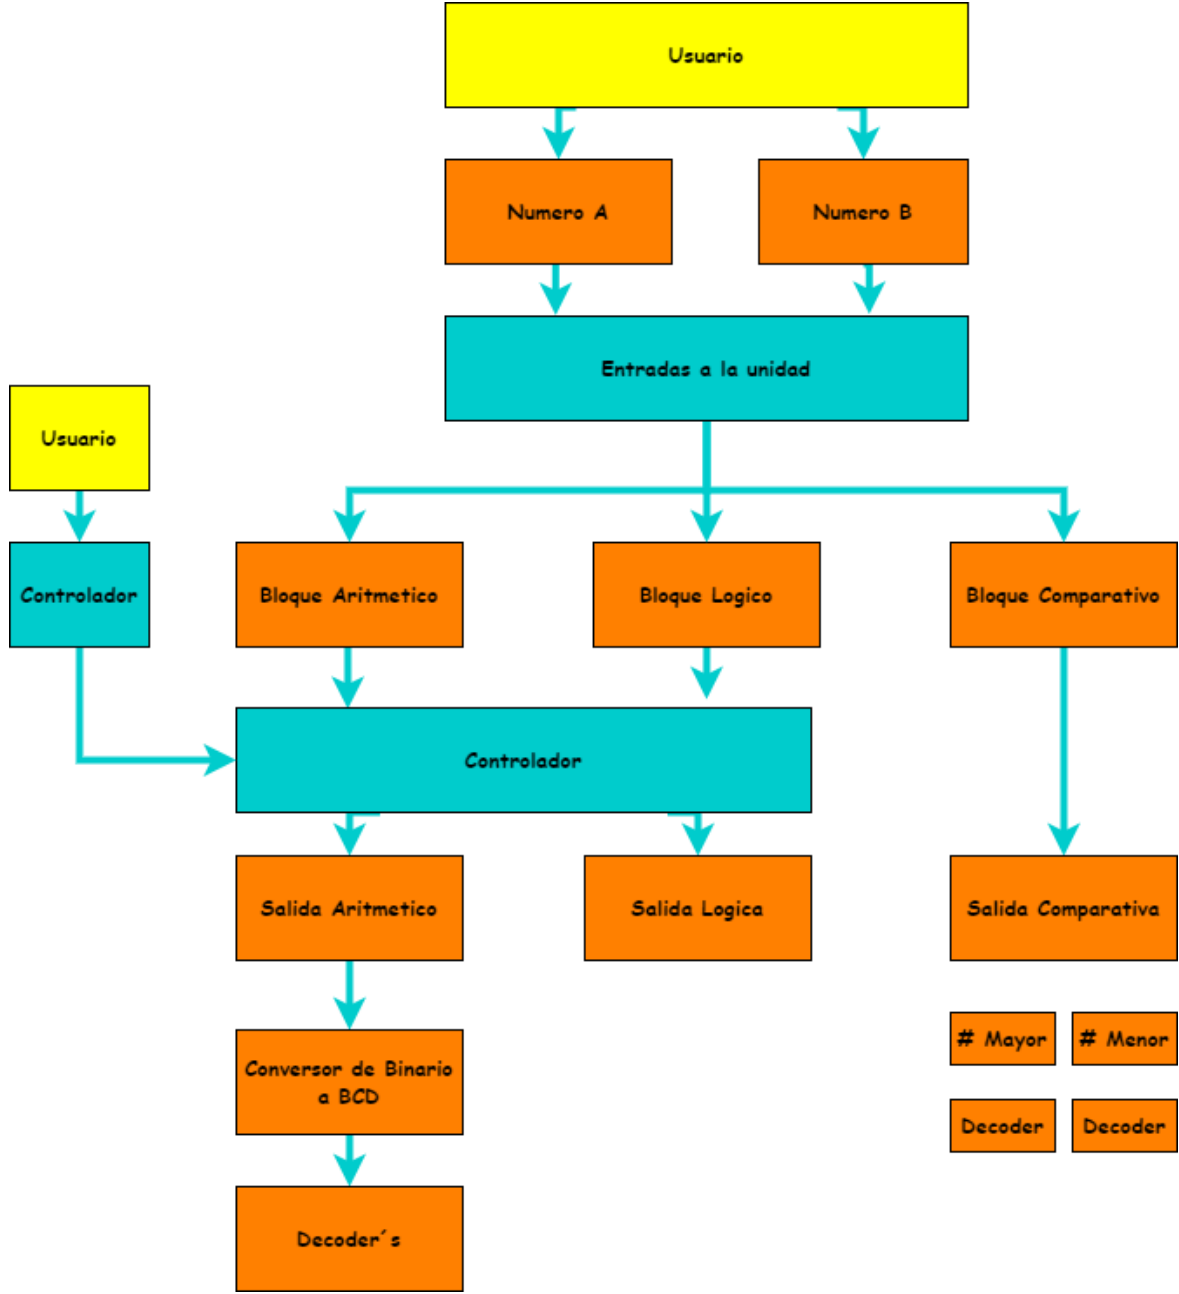 Usuario
Numero A
Numero B
Entradas a la unidad
Usuario
Controlador
Bloque Aritmetico
Bloque Logico
Bloque Comparativo
Controlador
Salida Aritmetico
Salida Logica
Salida Comparativa
Conversor de Binario
a BCD
# Mayor
# Menor
Decoder
Decoder
Decoder´s